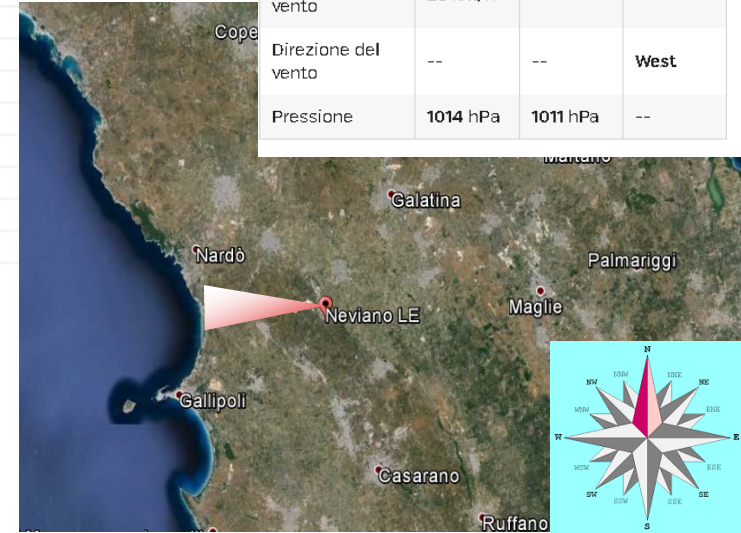 vento
Cope
Direzione del
vento
--
--
West
Pressione
1014 hPa
1011 hPa
--
Galatina
Nardò
Palmariggi
Maglie
Neviano LE
Gallipoli
Casarano
Ruffano
N
NNW
NNE
NW
NE
WNW
ENE
W
E
WSW
ESE
SW
SE
SSW
SSE
S